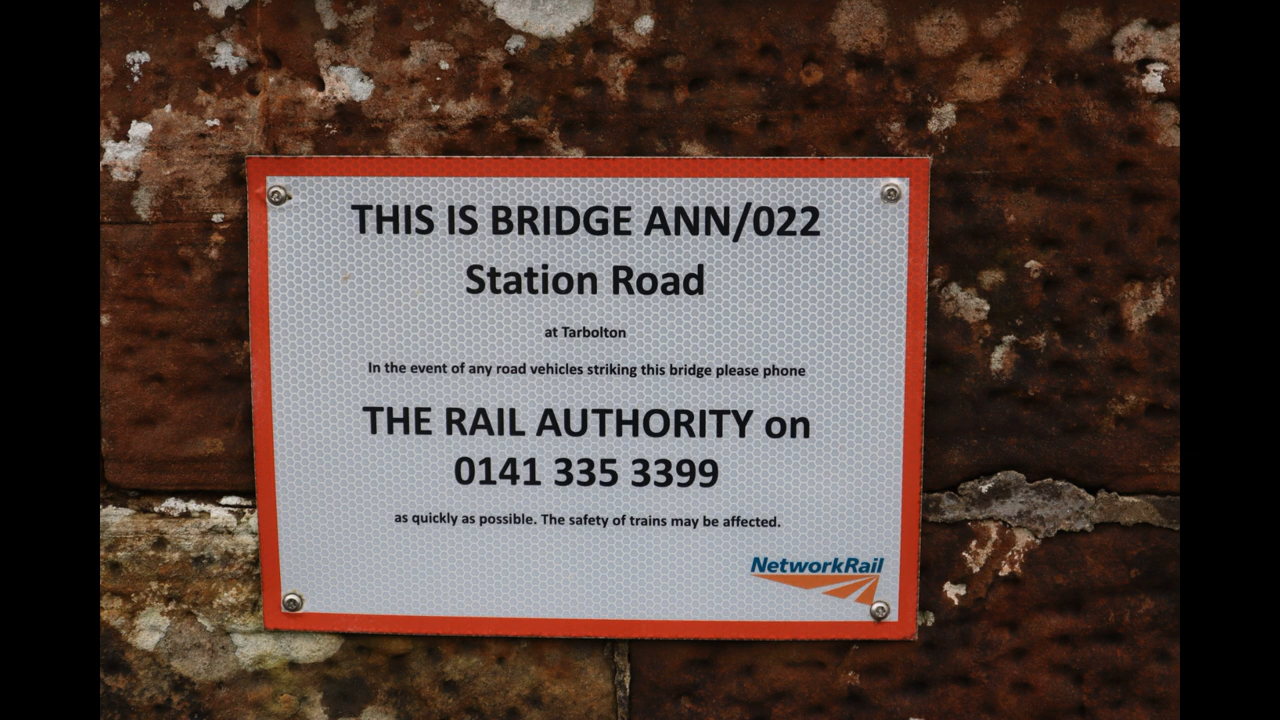 THIS IS BRIDGE ANN/022
Station Road
at Tarbolton
In the event of any road vehicles striking this bridge please phone
THE RAIL AUTHORITY on
0141 335 3399
as quickly as possible. The safety of trains may be affected.
NetworkRail